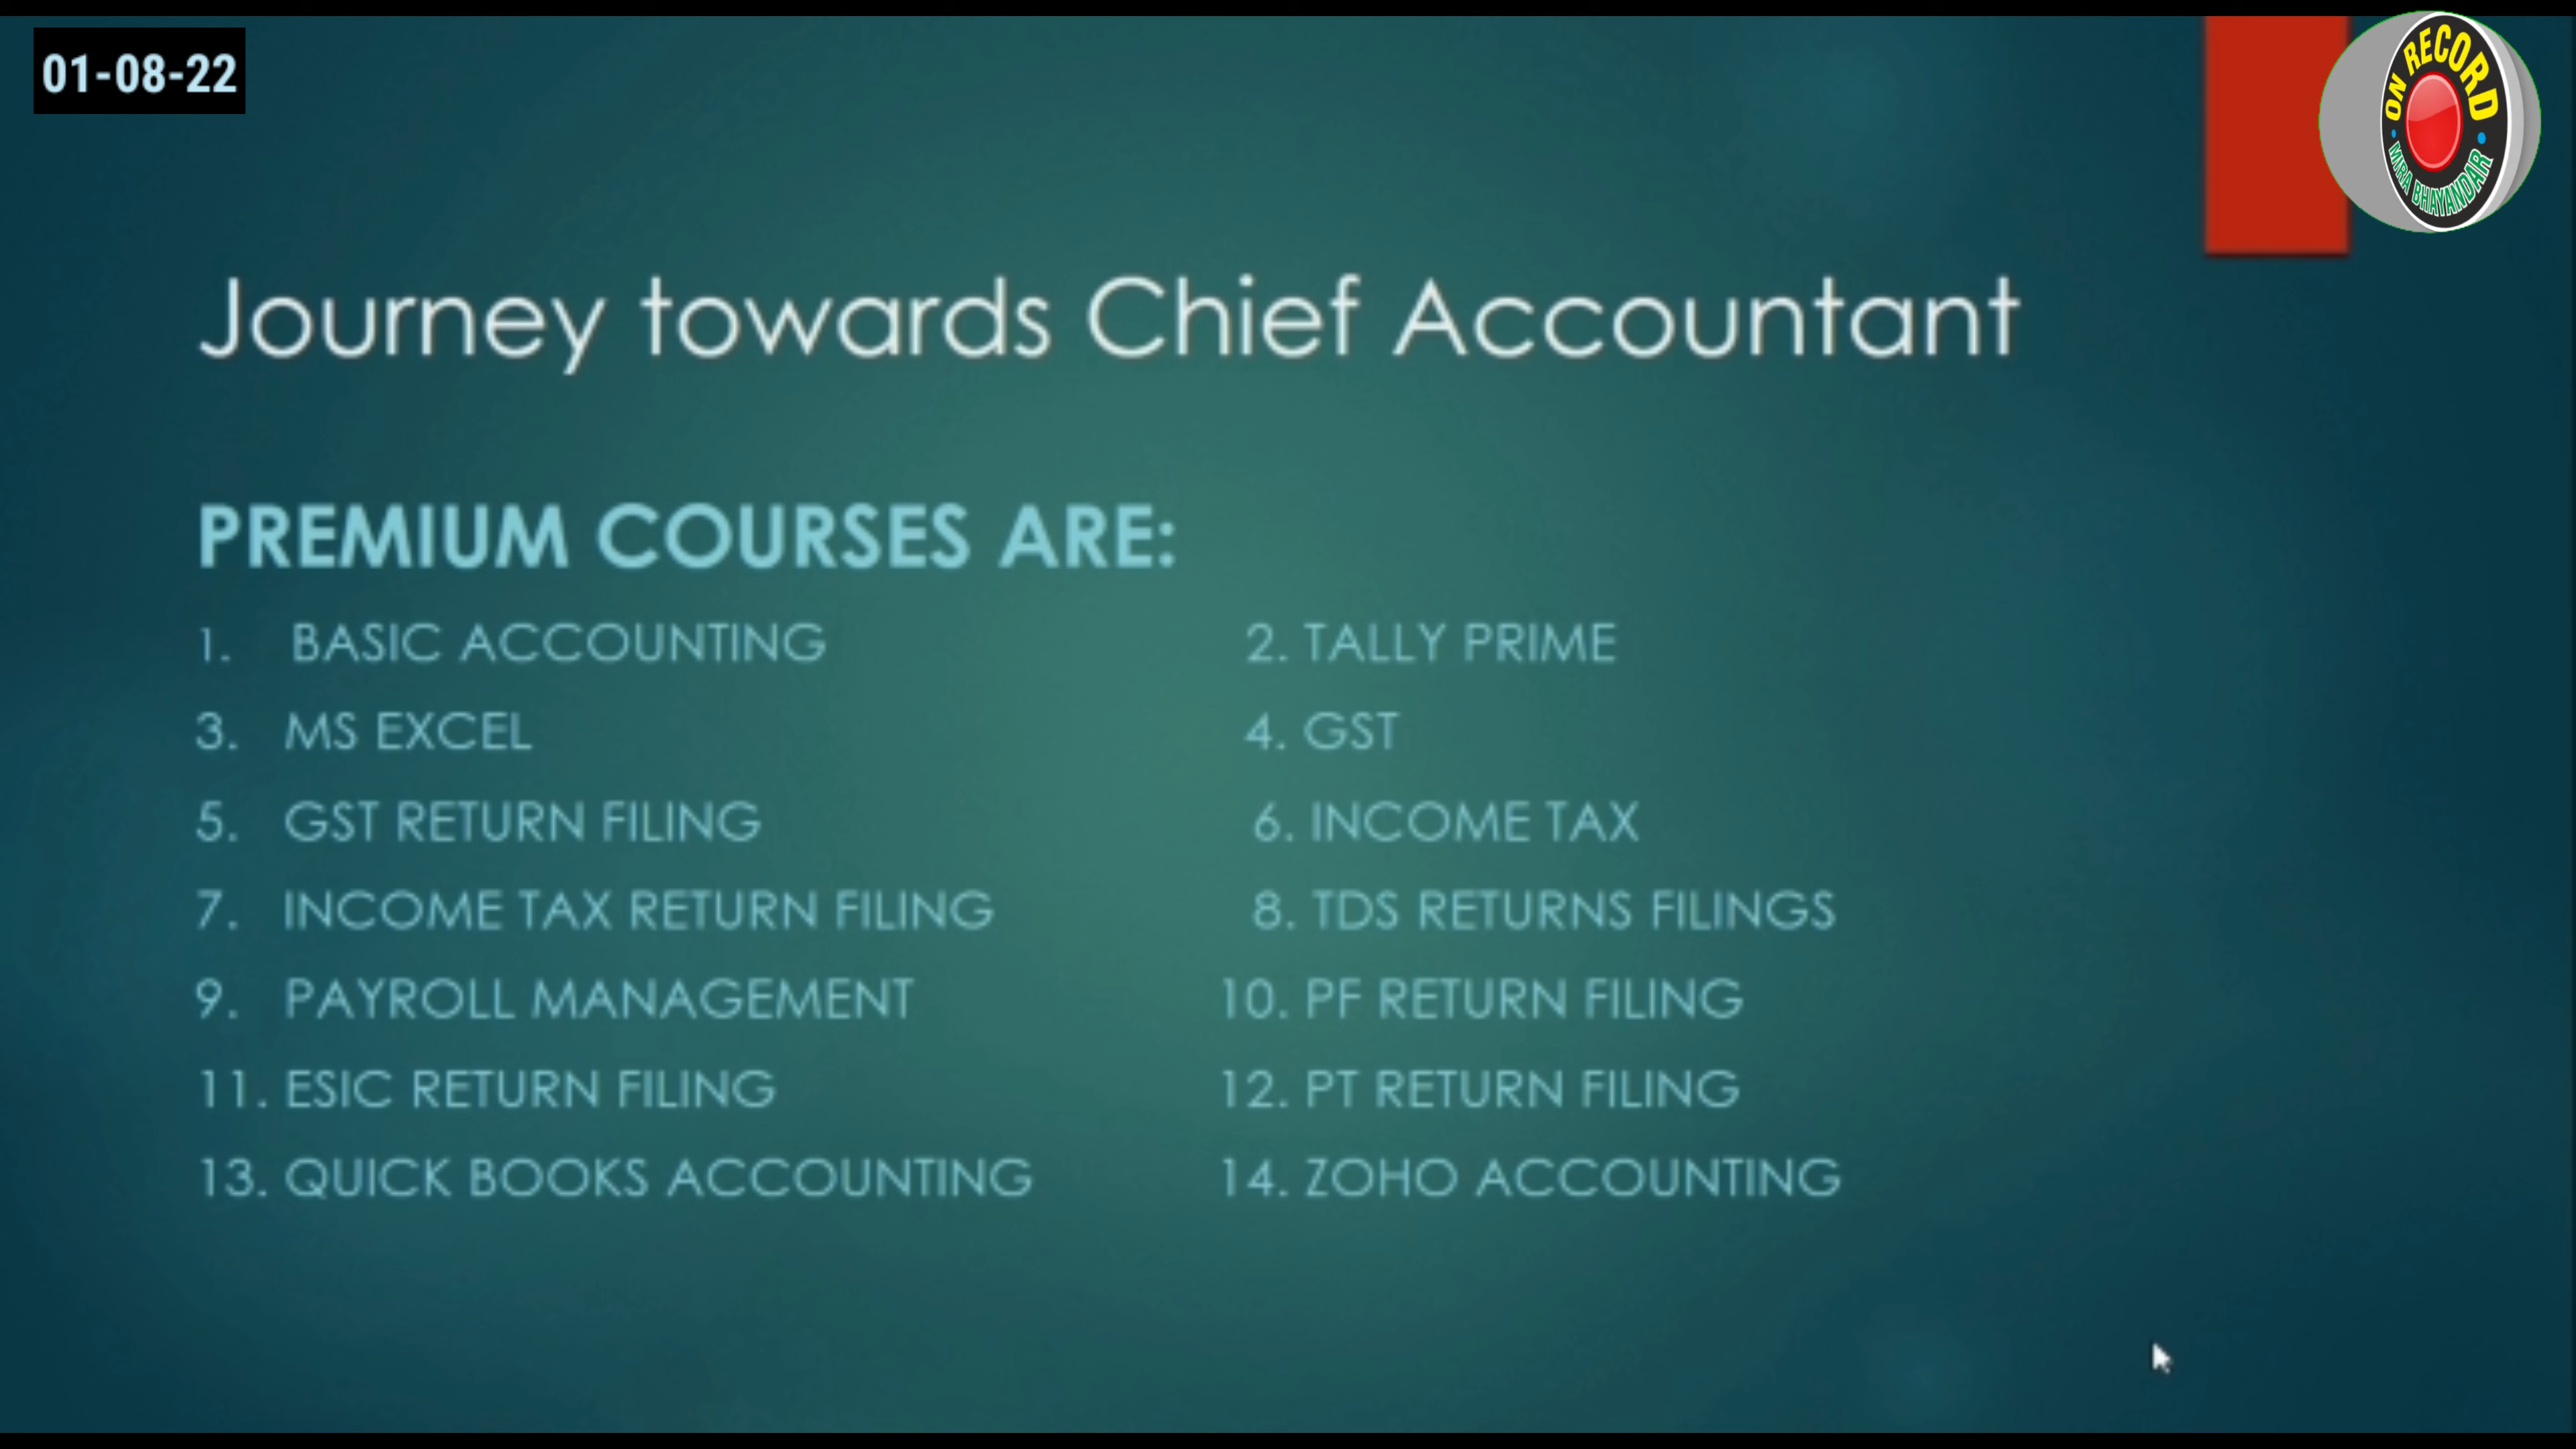 01-08-22
ON RECORD
MIRA BHAYANDAR
Journey towards Chief Accountant
PREMIUM COURSES ARE:
1. BASIC ACCOUNTING 2. TALLY PRIME
3. MS EXCEL 4. GST
5. GST RETURN FILING 6. INCOME TAX
7. INCOME TAX RETURN FILING 8. TDS RETURNS FILINGS
9. PAYROLL MANAGEMENT 10. PF RETURN FILING
11. ESIC RETURN FILING 12. PT RETURN FILING
13. QUICK BOOKS ACCOUNTING 14. ZOHO ACCOUNTING